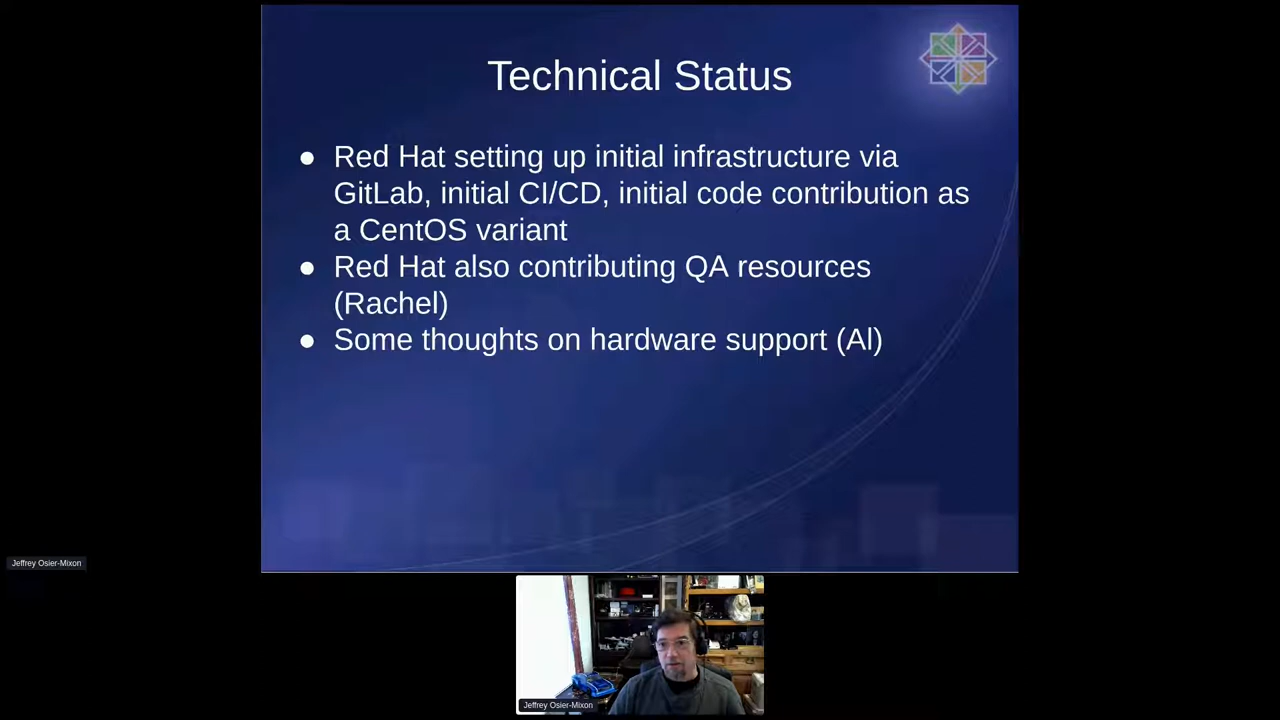 Technical Status
● Red Hat setting up initial infrastructure via
GitLab, initial CI/CD, initial code contribution as
a CentOS variant
● Red Hat also contributing QA resources
(Rachel)
● Some thoughts on hardware support (Al)
Jeffrey Osier-Mixon
Jeffrey Osier-Mixon